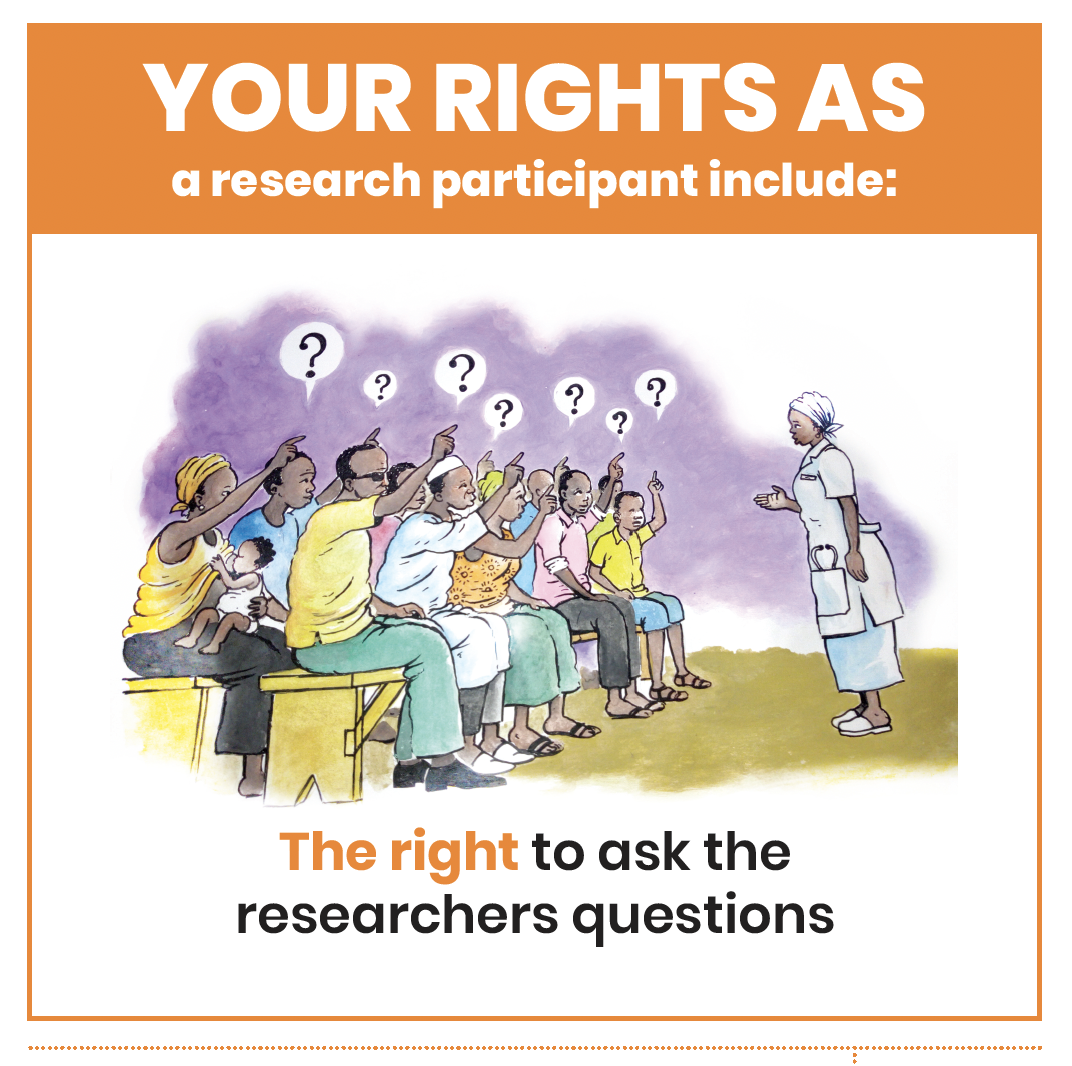 YOUR RIGHTS AS
a research participant include:
?
?
?
?
?
?
?
The right to ask the
researchers questions